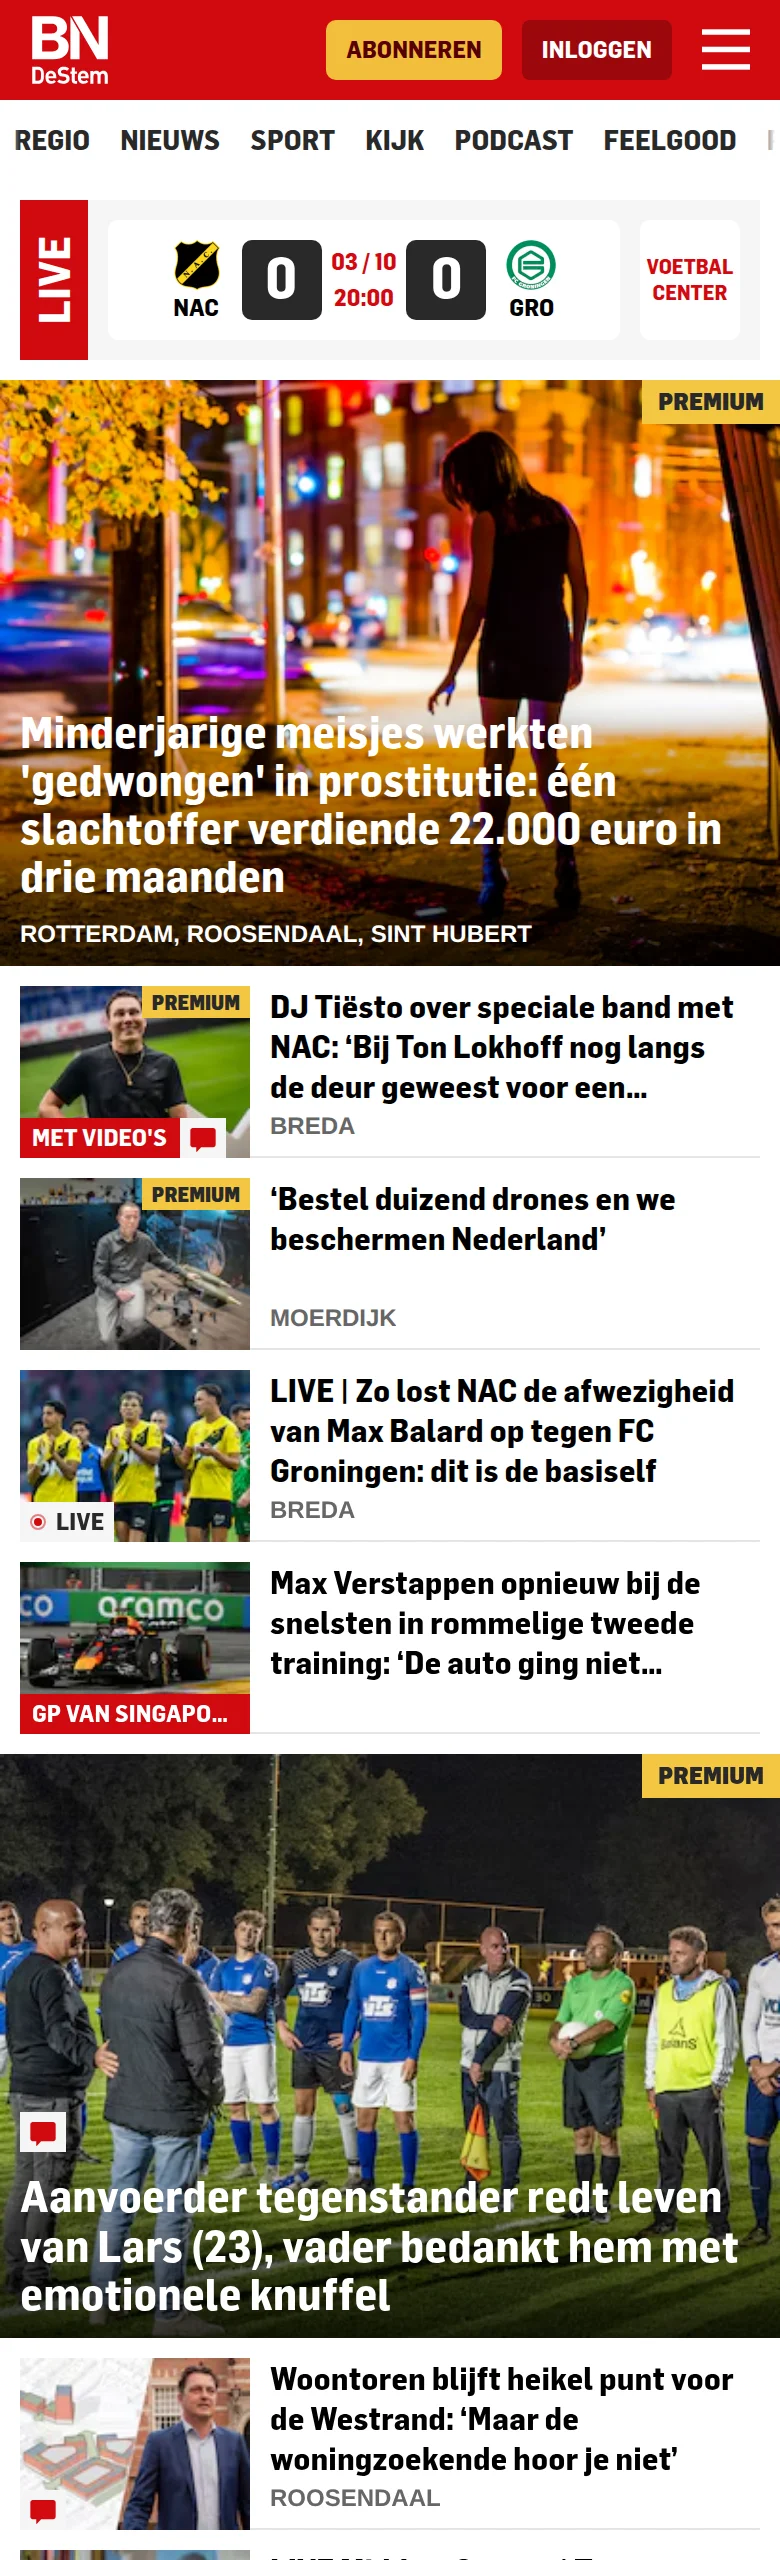 BN
DeStem
ABONNEREN
INLOGGEN
REGIO NIEUWS SPORT KIJK PODCAST FEELGOOD
LIVE
NAC
0
03 / 10
20:00
0
GRO
VOETBAL
CENTER
PREMIUM
Minderjarige meisjes werkten
'gedwongen' in prostitutie: één
slachtoffer verdiende 22.000 euro in
drie maanden
ROTTERDAM, ROOSENDAAL, SINT HUBERT
PREMIUM
MET VIDEO'S
DJ Tiësto over speciale band met
NAC: ‘Bij Ton Lokhoff nog langs
de deur geweest voor een...
BREDA
PREMIUM
‘Bestel duizend drones en we
beschermen Nederland’
MOERDIJK
LIVE
LIVE | Zo lost NAC de afwezigheid
van Max Balard op tegen FC
Groningen: dit is de basiself
BREDA
aramco
GP VAN SINGAPO...
Max Verstappen opnieuw bij de
snelsten in rommelige tweede
training: ‘De auto ging niet...
PREMIUM
Aanvoerder tegenstander redt leven
van Lars (23), vader bedankt hem met
emotionele knuffel
Woontoren blijft heikel punt voor
de Westrand: ‘Maar de
woningzoekende hoor je niet’
ROOSENDAAL